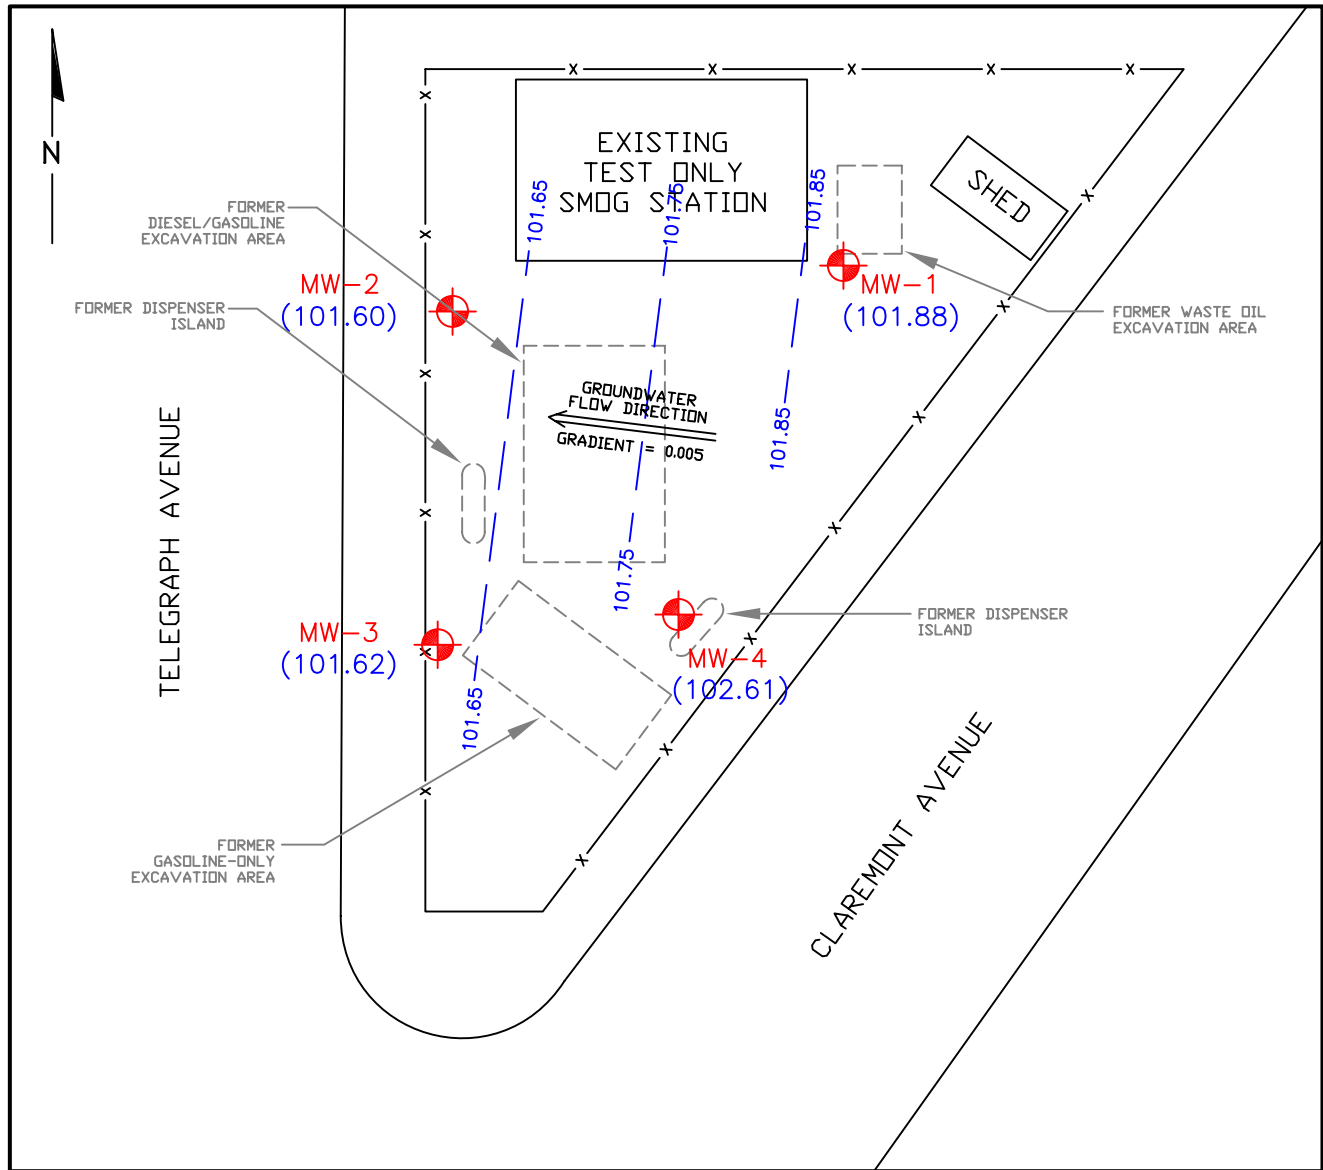 N
EXISTING
TEST ONLY
SMOG STATION
SHED
FORMER
DIESEL/GASOLINE
EXCAVATION AREA
101.65
101.75
101.85
MW-2
(101.60)
MW-1
(101.88)
FORMER DISPENSER
ISLAND
FORMER WASTE OIL
EXCAVATION AREA
GROUNDWATER
FLOW DIRECTION
GRADIENT = 0.005
101.85
TELEGRAPH AVENUE
101.75
FORMER DISPENSER
ISLAND
MW-3
(101.62)
MW-4
(102.61)
101.65
CLAREMONT AVENUE
FORMER
GASOLINE-ONLY
EXCAVATION AREA